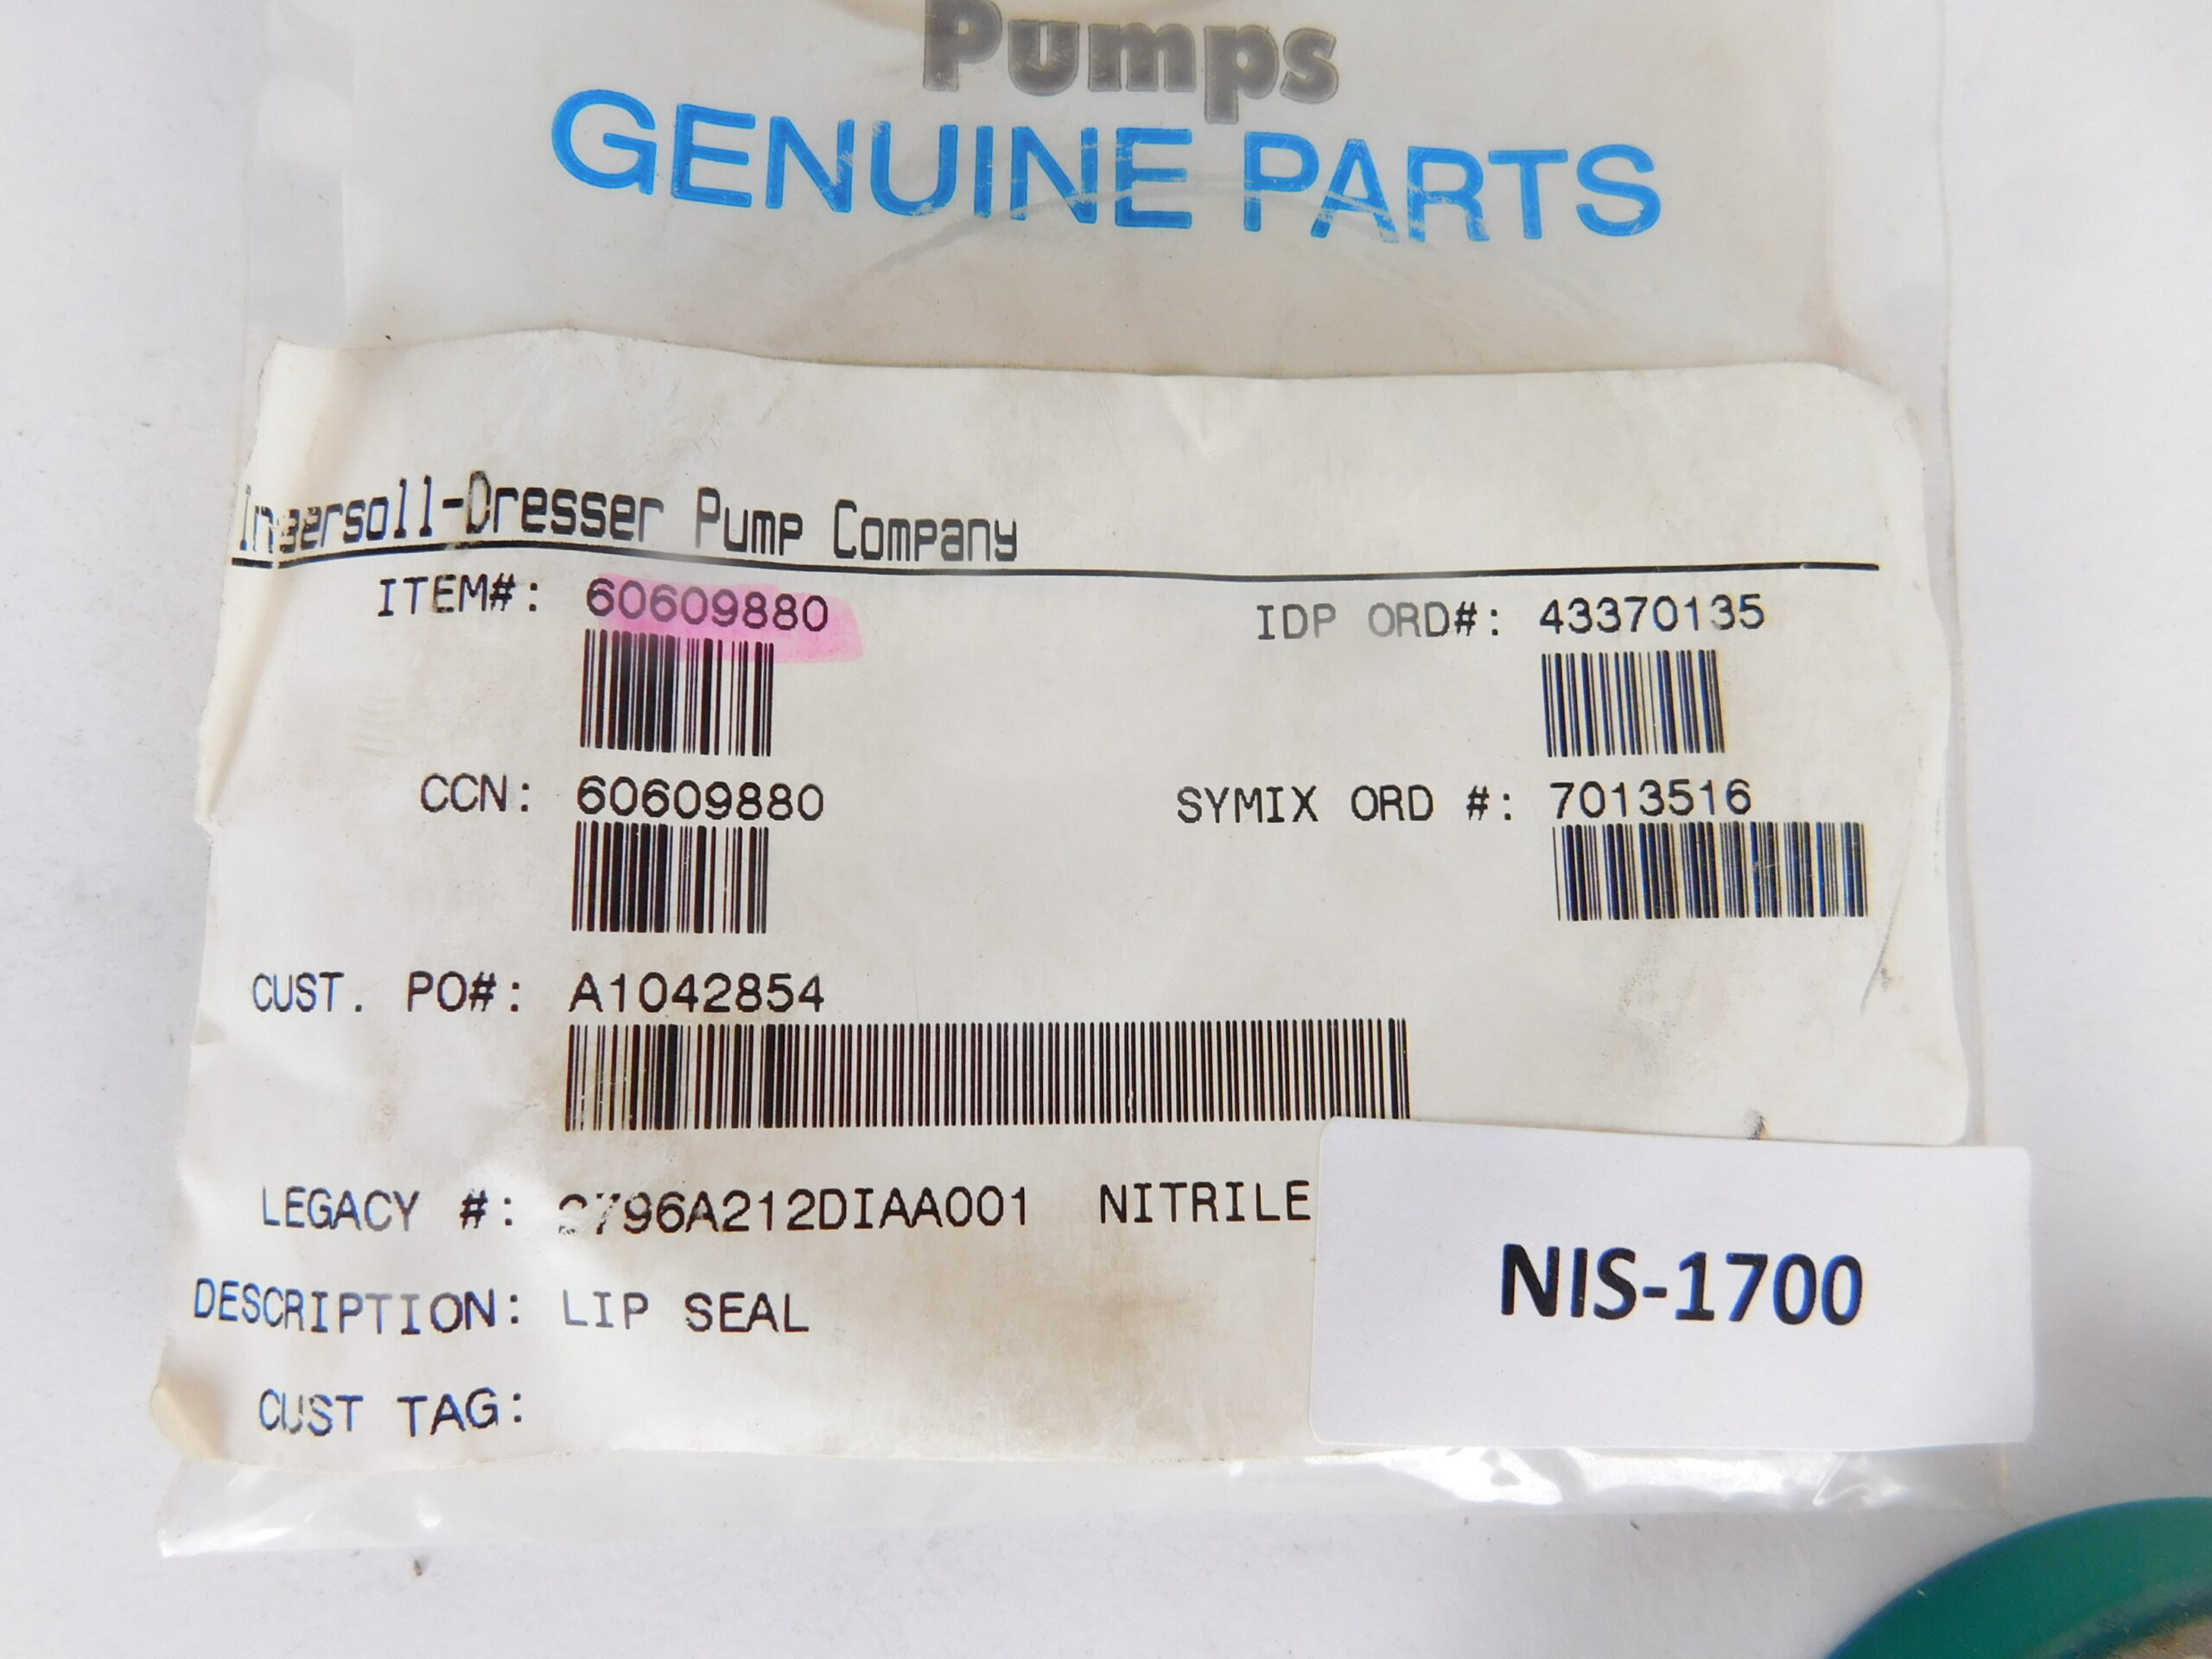 Pumps
GENUINE PARTS
Ingersoll-Dresser Pump Company
ITEM#: 60609880
IDP ORD#: 43370135
CCN: 60609880
SYMIX ORD #: 7013516
CUST. PO#: A1042854
LEGACY #: NITRILE
DESCRIPTION: LIP SEAL
CUST TAG:
NIS-1700